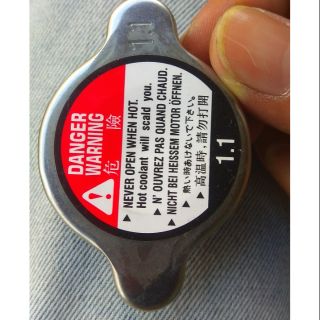 DANGER
WARNING
危險
▶ NEVER OPEN WHEN HOT.
Hot coolant will scald you.
▶ N' OUVREZ PAS QUAND CHAUD.
▶ NICHT BEI HEISSEM MOTOR ÖFFNEN.
▶ 熱い時あけないで下さい。
▶ 高溫時,請勿打開
1.1